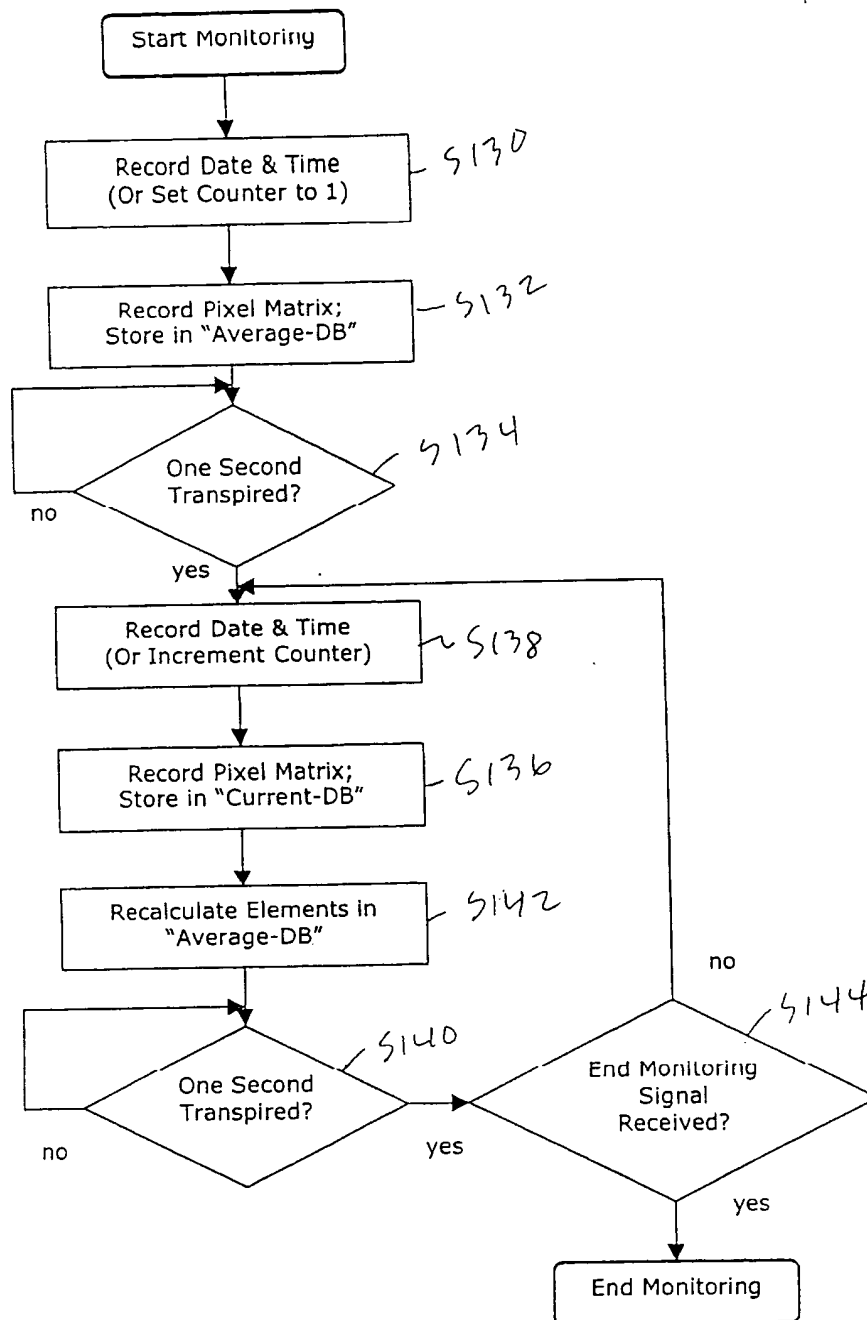 Start Monitoring
Record Date & Time
(Or Set Counter to 1)
S130
Record Pixel Matrix;
Store in "Average-DB"
S132
One Second
Transpired?
S134
no
yes
Record Date & Time
(Or Increment Counter)
S138
Record Pixel Matrix;
Store in "Current-DB"
S136
Recalculate Elements in
"Average-DB"
S142
no
One Second
Transpired?
S140
no
yes
End Monitoring
Signal
Received?
S144
yes
End Monitoring